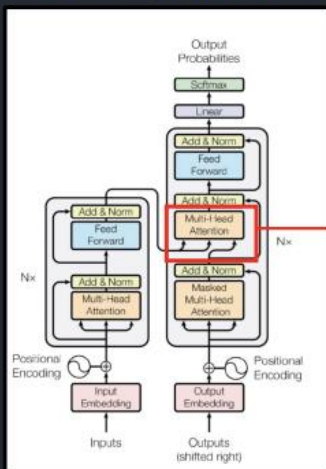 Output
Probabilities
Softmax
Linear
Add & Norm
Feed
Forward
Add & Norm
Multi-Head
Attention
Nx
Add & Norm
Masked
Multi-Head
Attention
Add & Norm
Feed
Forward
Nx
Add & Norm
Multi-Head
Attention
Positional
Encoding
Positional
Encoding
Input
Embedding
Output
Embedding
Inputs
Outputs
(shifted right)